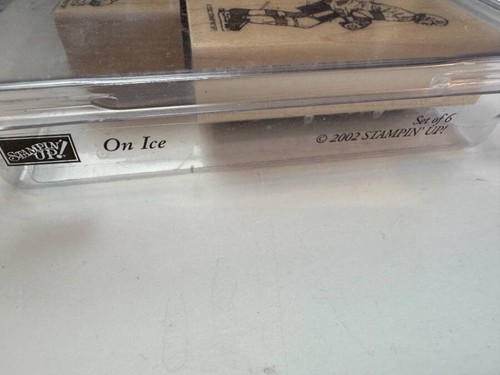 STAMPIN' UP!
On Ice
Set of 6
© 2002 STAMPIN' UP!